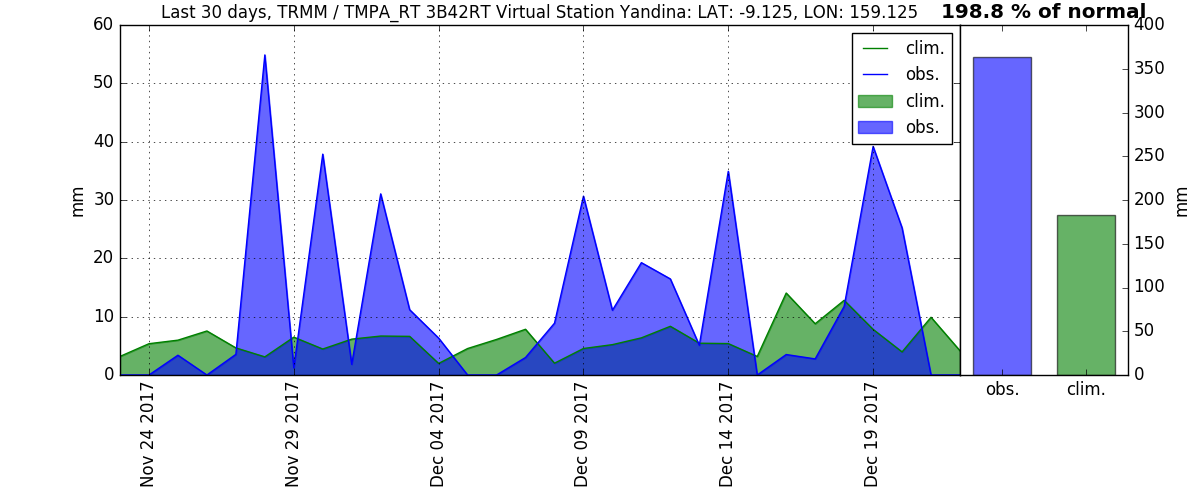 Last 30 days, TRMM / TMPA_RT 3B42RT Virtual Station Yandina: LAT: -9.125, LON: 159.125
198.8 % of normal
60
50
40
30
20
10
0
mm
clim.
obs.
clim.
obs.
Nov 24 2017
Nov 29 2017
Dec 04 2017
Dec 09 2017
Dec 14 2017
Dec 19 2017
400
350
300
250
200
150
100
50
0
mm
obs.
clim.